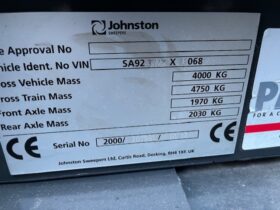 Johnston
SWEEPERS
e Approval No
ehicle Ident. No VIN SA92 X 068
ross Vehicle Mass 4000 KG
ross Train Mass 4750 KG
ront Axle Mass 1970 KG
Rear Axle Mass 2030 KG
CE Serial No 2000/
Johnston Sweepers Ltd, Curtis Road, Dorking, RH4 1XF. UK
P
FOR A C